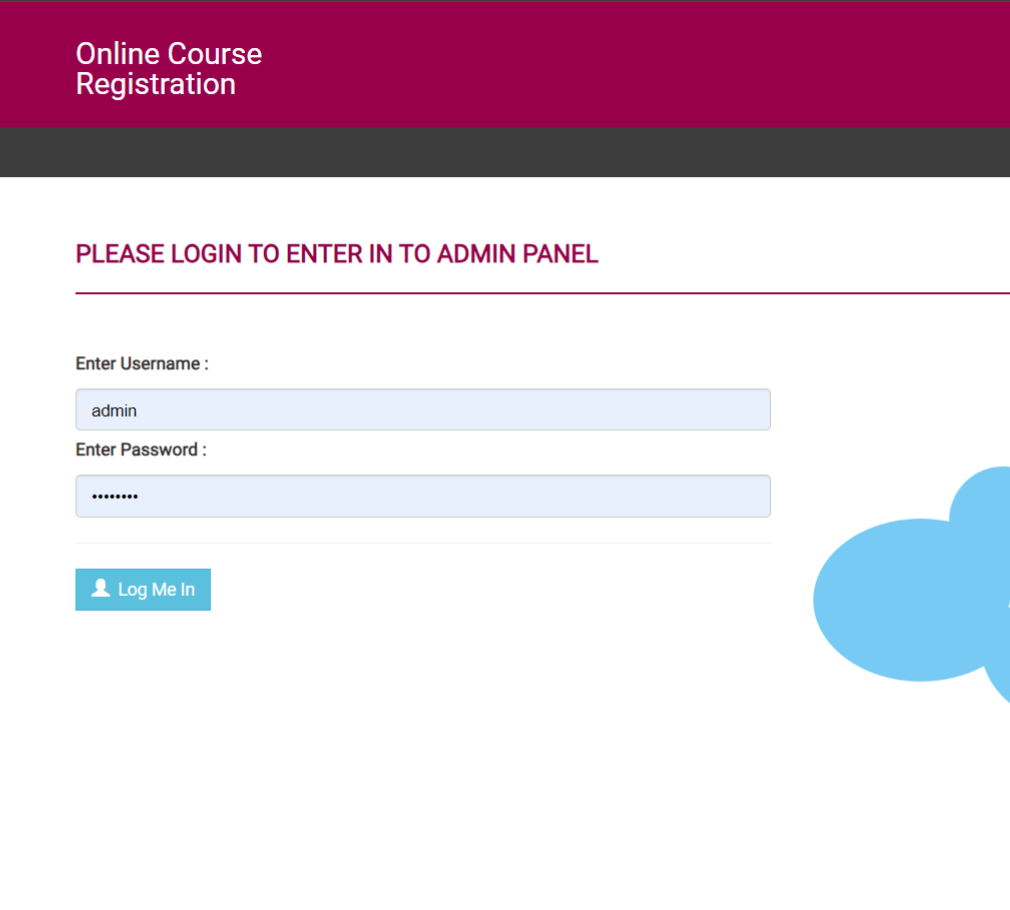 Online Course
Registration
PLEASE LOGIN TO ENTER IN TO ADMIN PANEL
Enter Username :
admin
Enter Password :
••••••••
Log Me In